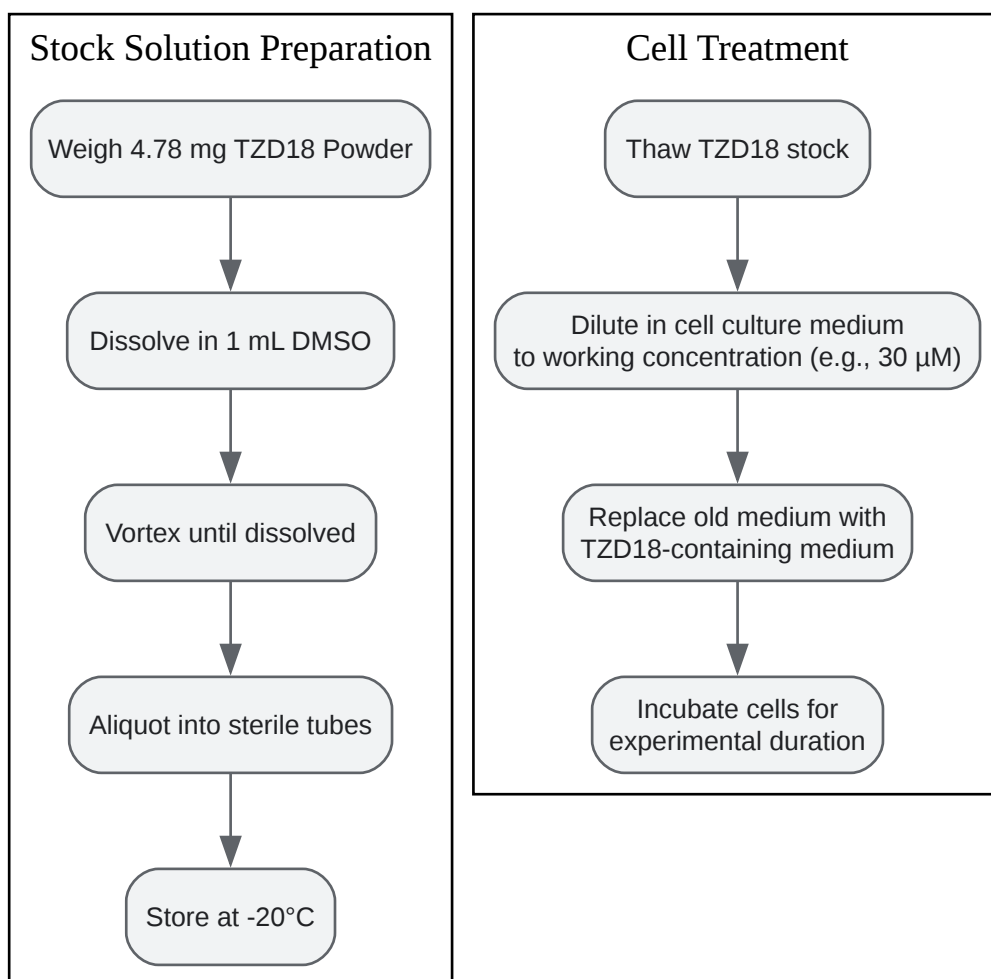 Stock Solution Preparation
Weigh 4.78 mg TZD18 Powder
Dissolve in 1 mL DMSO
Vortex until dissolved
Aliquot into sterile tubes
Store at -20°C
Cell Treatment
Thaw TZD18 stock
Dilute in cell culture medium
to working concentration (e.g., 30 µM)
Replace old medium with
TZD18-containing medium
Incubate cells for
experimental duration